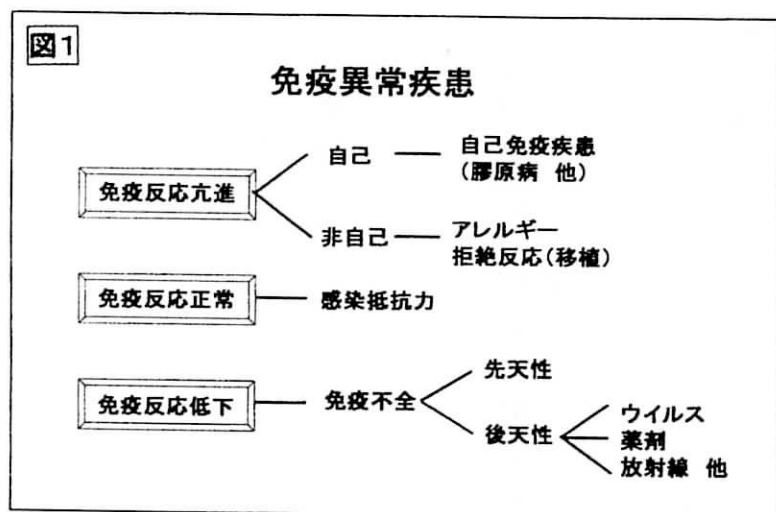 図1
免疫異常疾患
免疫反応亢進
自己
自己免疫疾患
(膠原病 他)
非自己
アレルギー
拒絶反応(移植)
免疫反応正常
感染抵抗力
免疫反応低下
免疫不全
先天性
後天性
ウイルス
薬剤
放射線 他